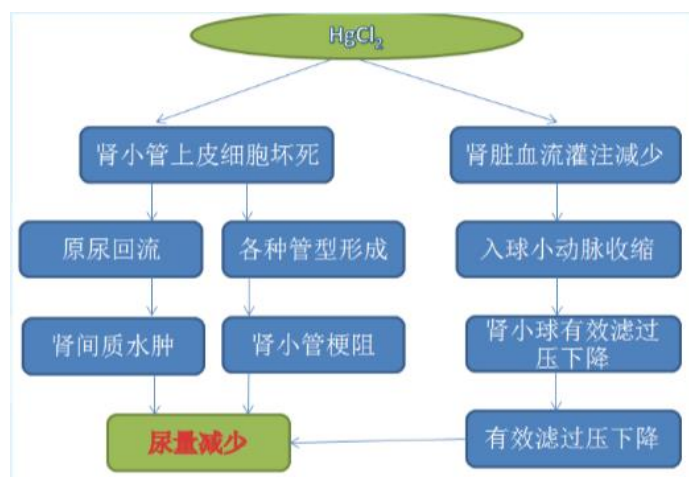 HgCl₂
肾小管上皮细胞坏死
肾脏血流灌注减少
原尿回流
各种管型形成
入球小动脉收缩
肾间质水肿
肾小管梗阻
肾小球有效滤过
压下降
尿量减少
有效滤过压下降